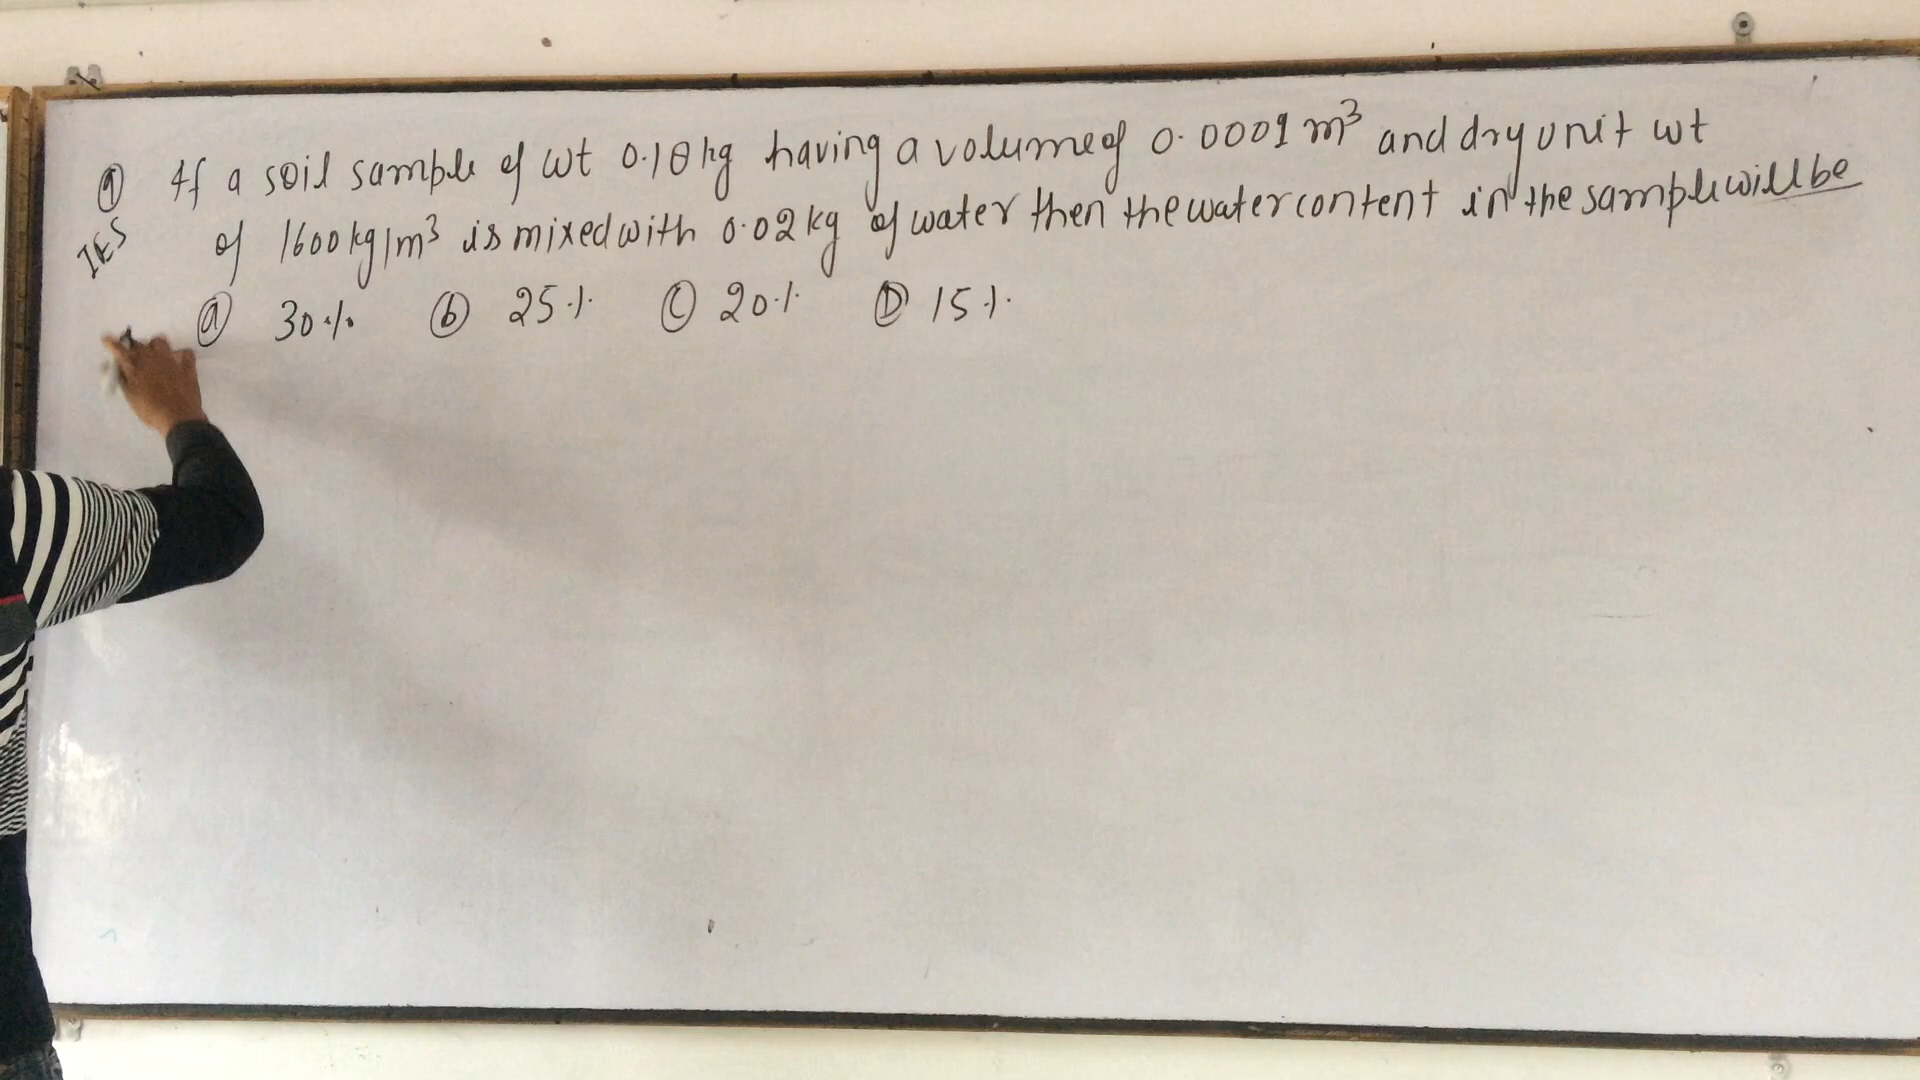 Q If a soil sample of wt 0.18 kg having a volume of 0.0001 m³ and dry unit wt
IES of 1600 kg/m³ is mixed with 0.02 kg of water then the water content in the sample will be
(a) 30% (b) 25% (C) 20% (D) 15%